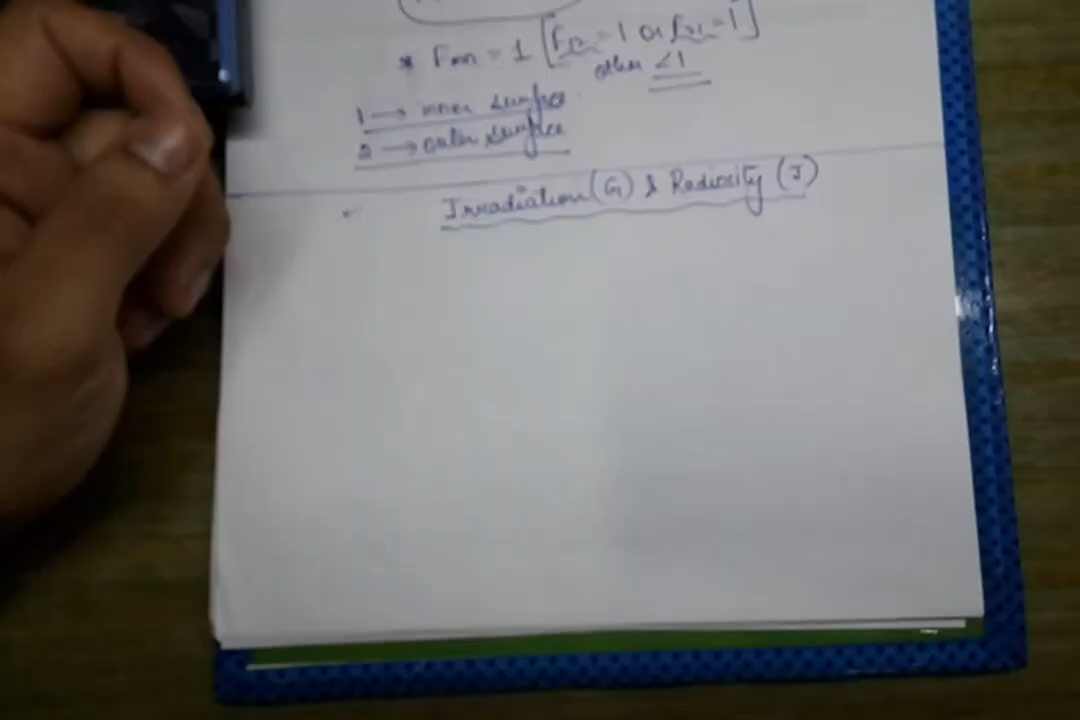 * Fmn = 1 [F12 = 1 or F21 = 1]
other <1
1 → inner surface
2 → outer surface
Irradiation (G) & Radiosity (J)